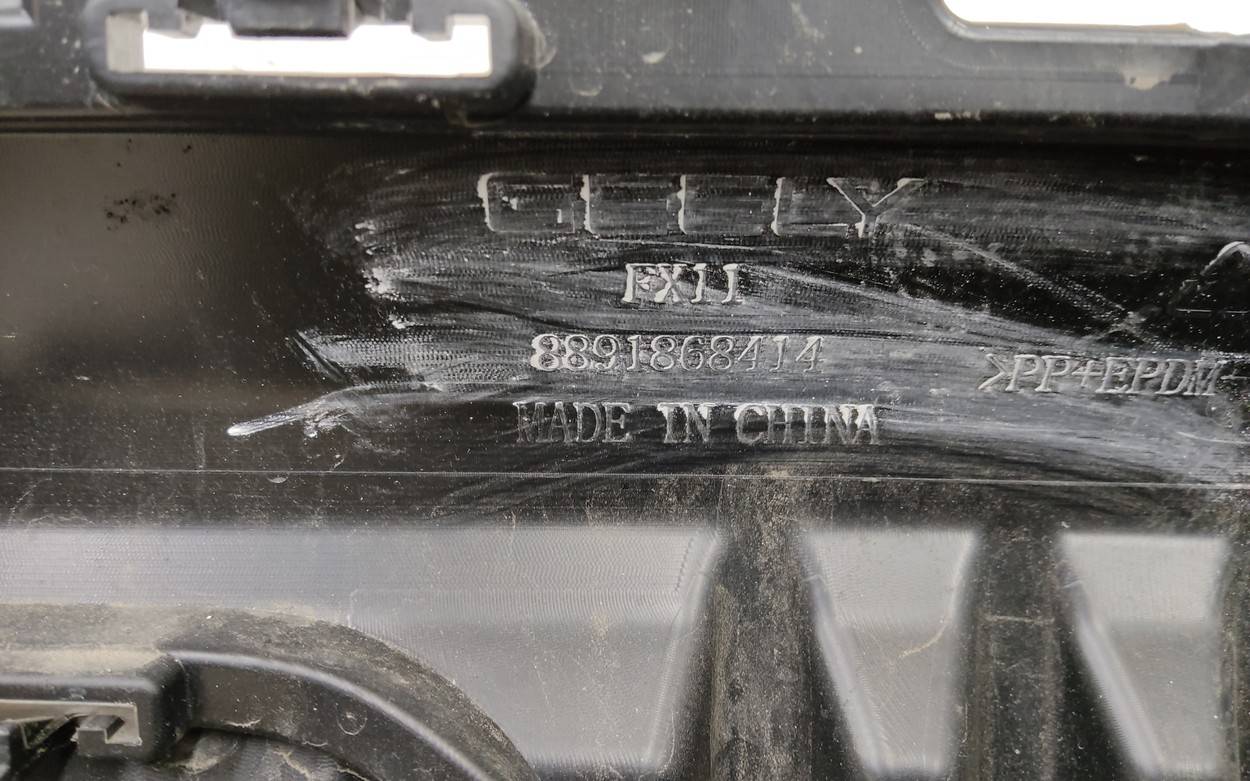 GEELY
FX11
8891868414
>PP+EPDM-
MADE IN CHINA